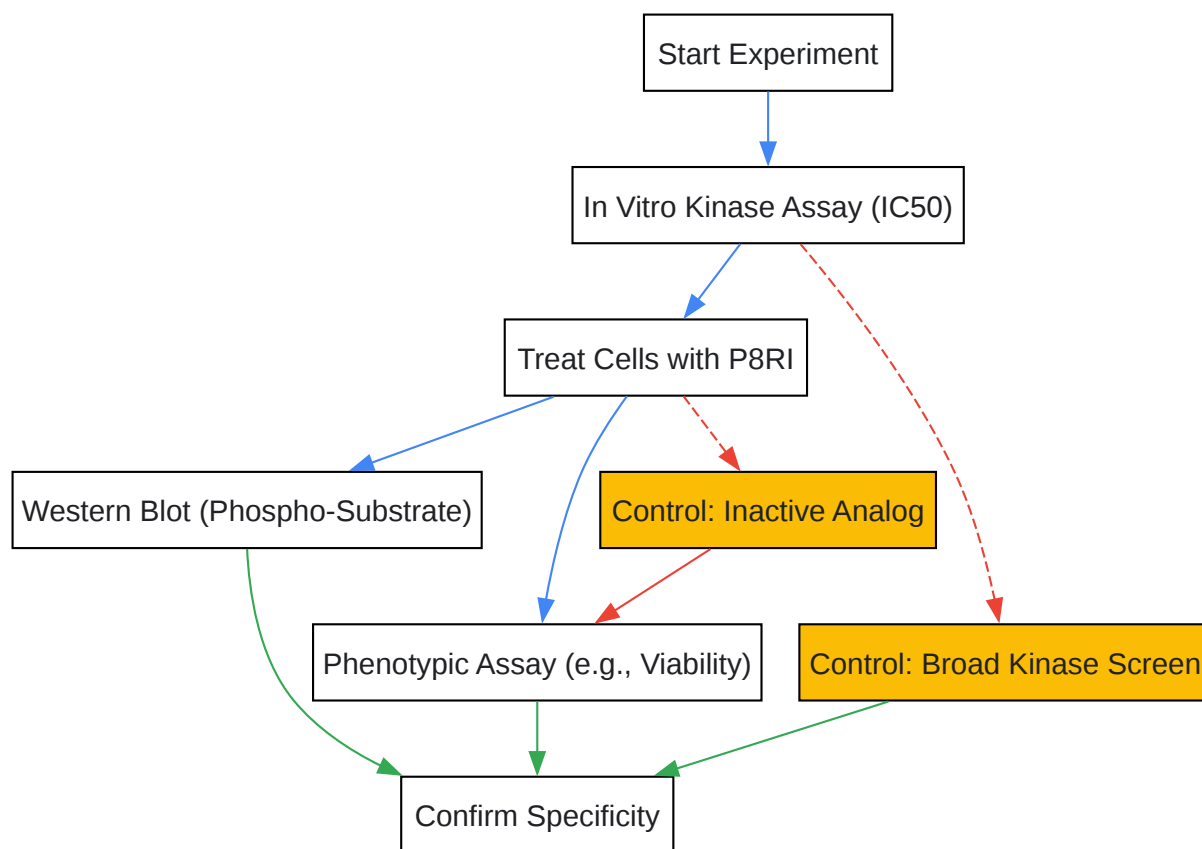 Start Experiment
In Vitro Kinase Assay (IC50)
Treat Cells with P8RI
Western Blot (Phospho-Substrate)
Control: Inactive Analog
Phenotypic Assay (e.g., Viability)
Control: Broad Kinase Screen
Confirm Specificity